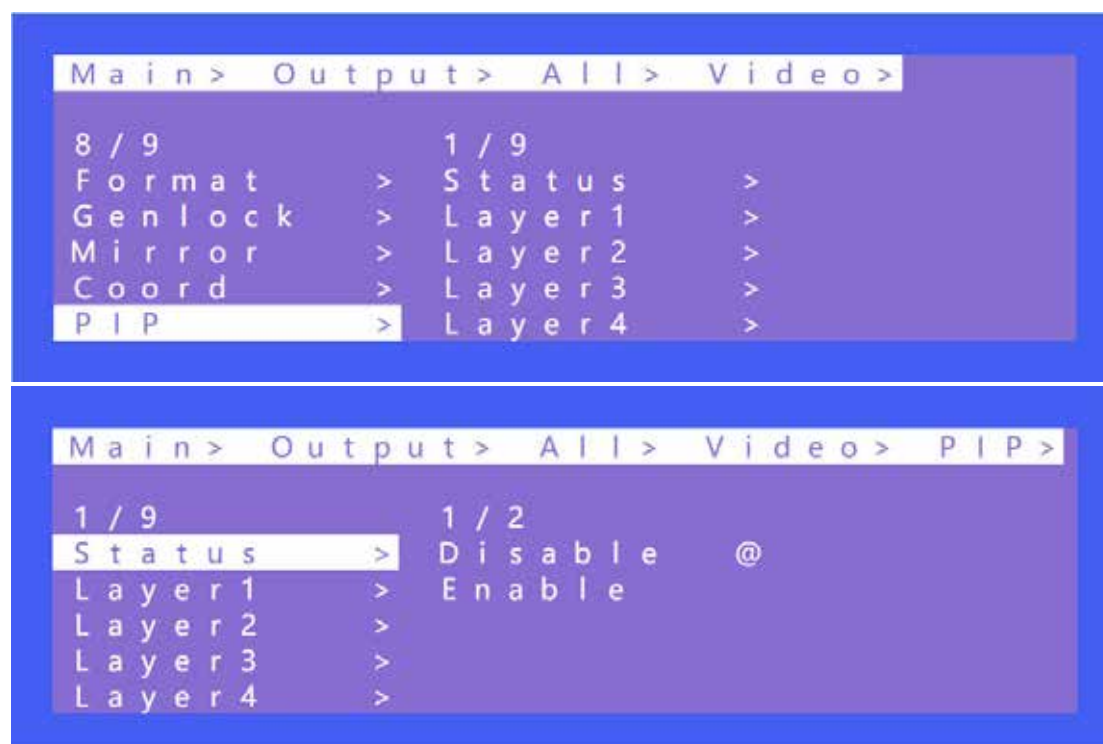 Main> Output> All> Video>
8/9 1/9
Format > Status >
Genlock > Layer1 >
Mirror > Layer2 >
Coord > Layer3 >
PIP > Layer4 >
Main> Output> All> Video> PIP>
1/9 1/2
Status > Disable @
Layer1 > Enable
Layer2 >
Layer3 >
Layer4 >